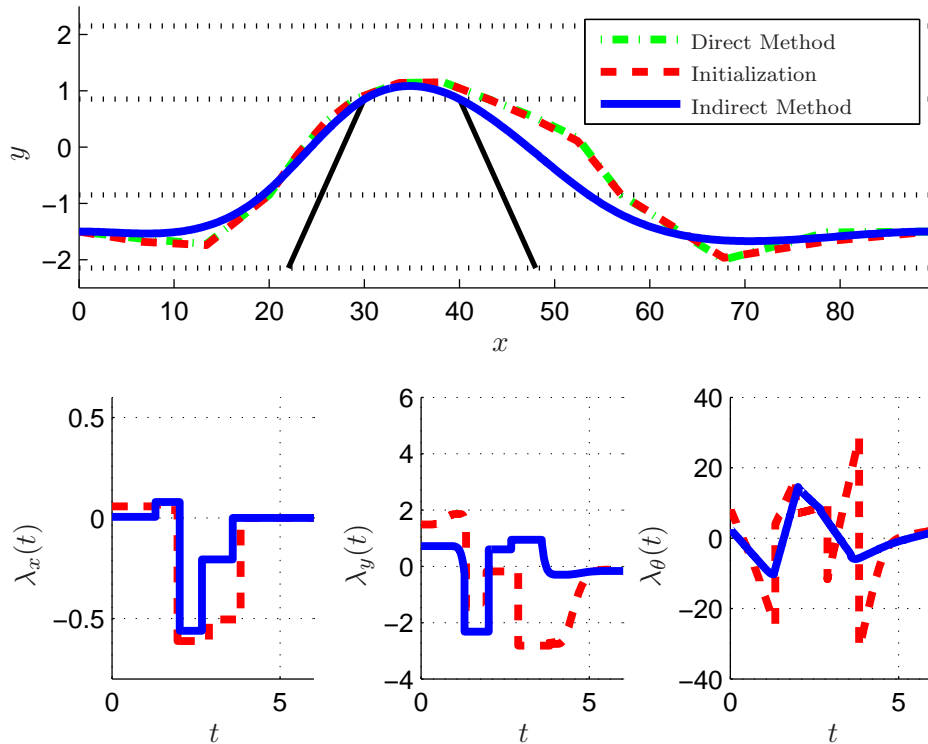 2
1
0
−1
−2
y
Direct Method
Initialization
Indirect Method
0 10 20 30 40 50 60 70 80
x
0.5
0
−0.5
λx(t)
0 5
t
6
4
2
0
−2
−4
λy(t)
0 5
t
40
20
0
−20
−40
λθ(t)
0 5
t